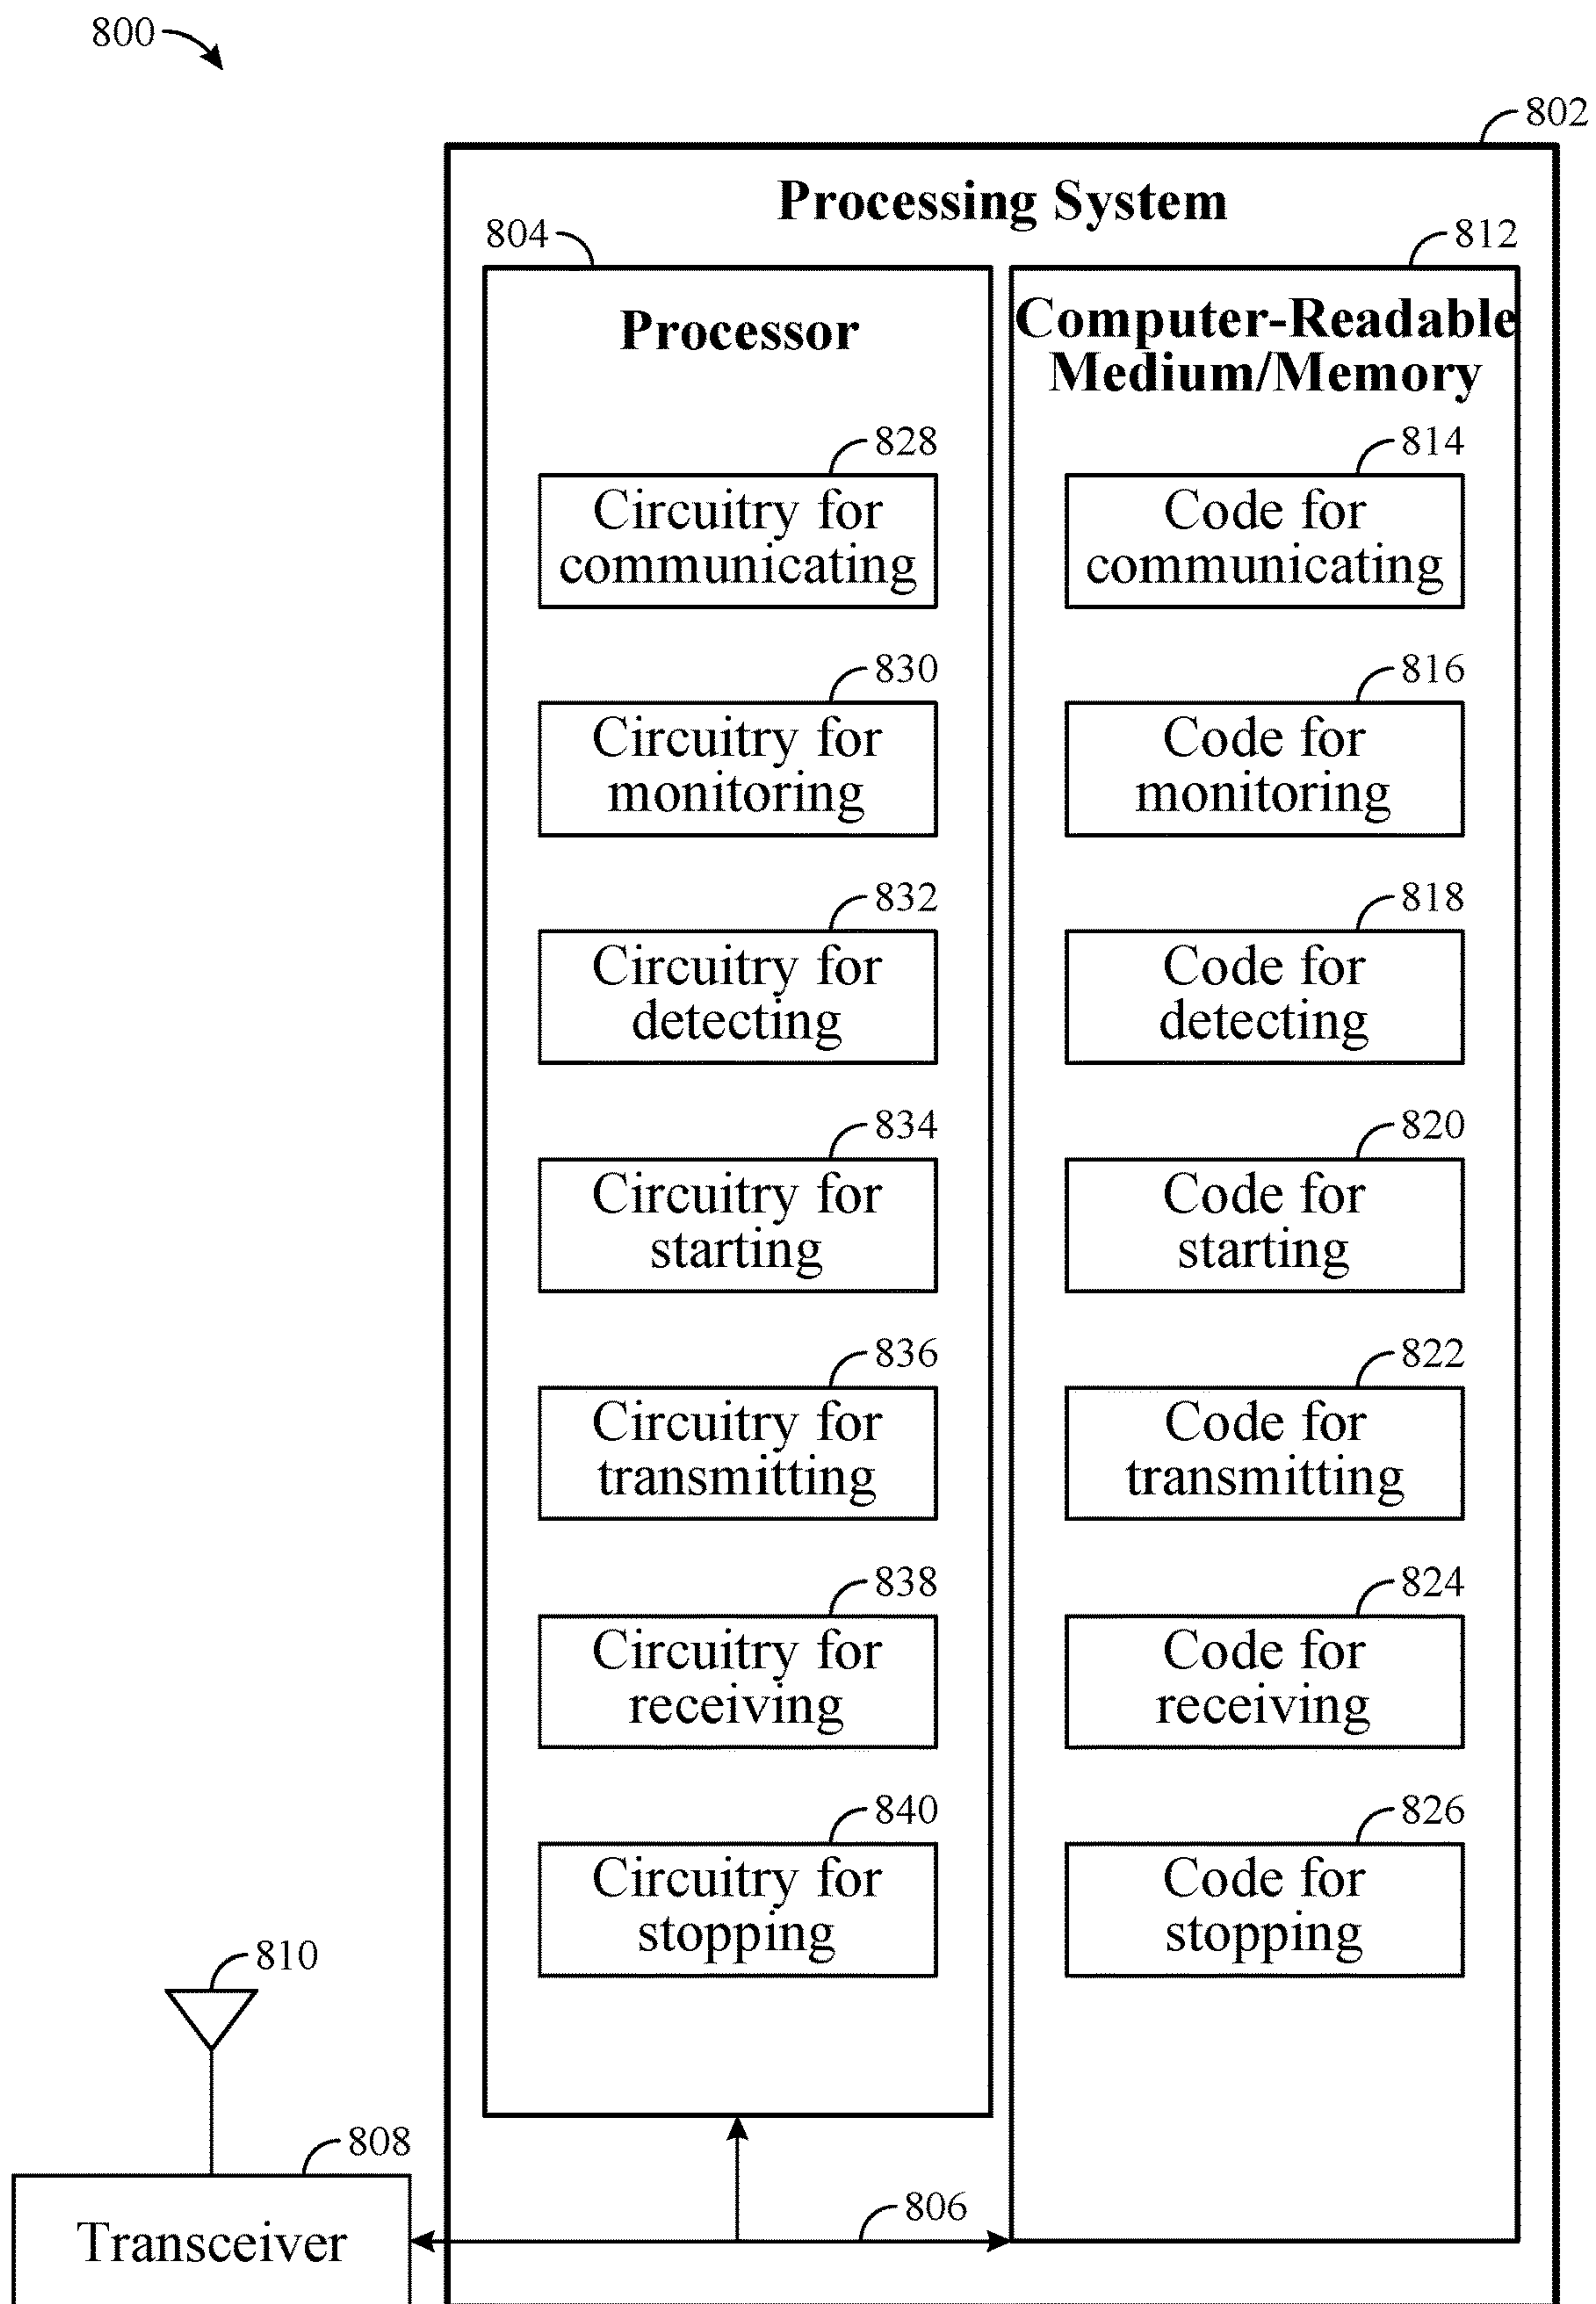 800
802
Processing System
804
812
Processor
Computer-Readable
Medium/Memory
828
Circuitry for
communicating
814
Code for
communicating
830
Circuitry for
monitoring
816
Code for
monitoring
832
Circuitry for
detecting
818
Code for
detecting
834
Circuitry for
starting
820
Code for
starting
836
Circuitry for
transmitting
822
Code for
transmitting
838
Circuitry for
receiving
824
Code for
receiving
840
Circuitry for
stopping
826
Code for
stopping
810
808
Transceiver
806